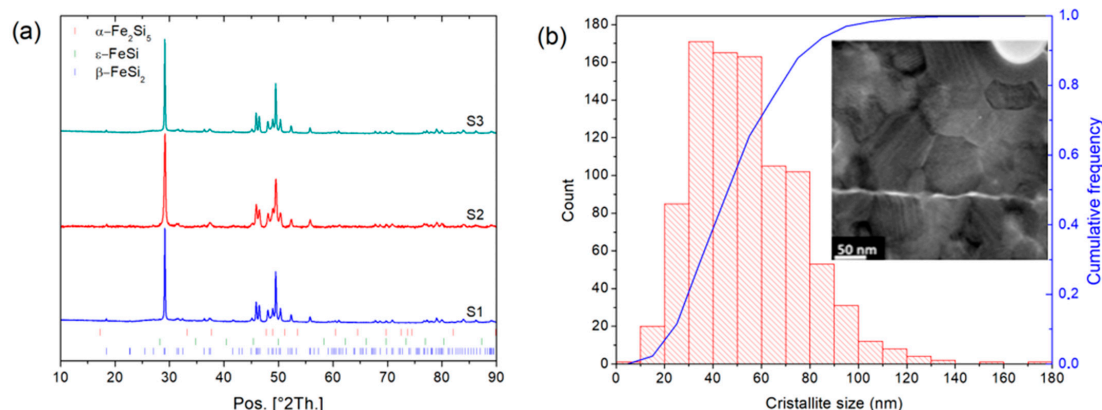 (a)
α-Fe₂Si₅
ε-FeSi
β-FeSi₂
S3
S2
S1
10 20 30 40 50 60 70 80 90
Pos. [°2Th.]
(b)
180
160
140
120
100
80
60
40
20
0
Count
0 20 40 60 80 100 120 140 160 180
Cristallite size (nm)
1.0
0.8
0.6
0.4
0.2
0.0
Cumulative frequency
50 nm